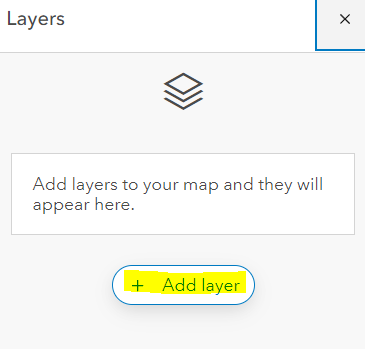 Layers
Add layers to your map and they will
appear here.
+ Add layer